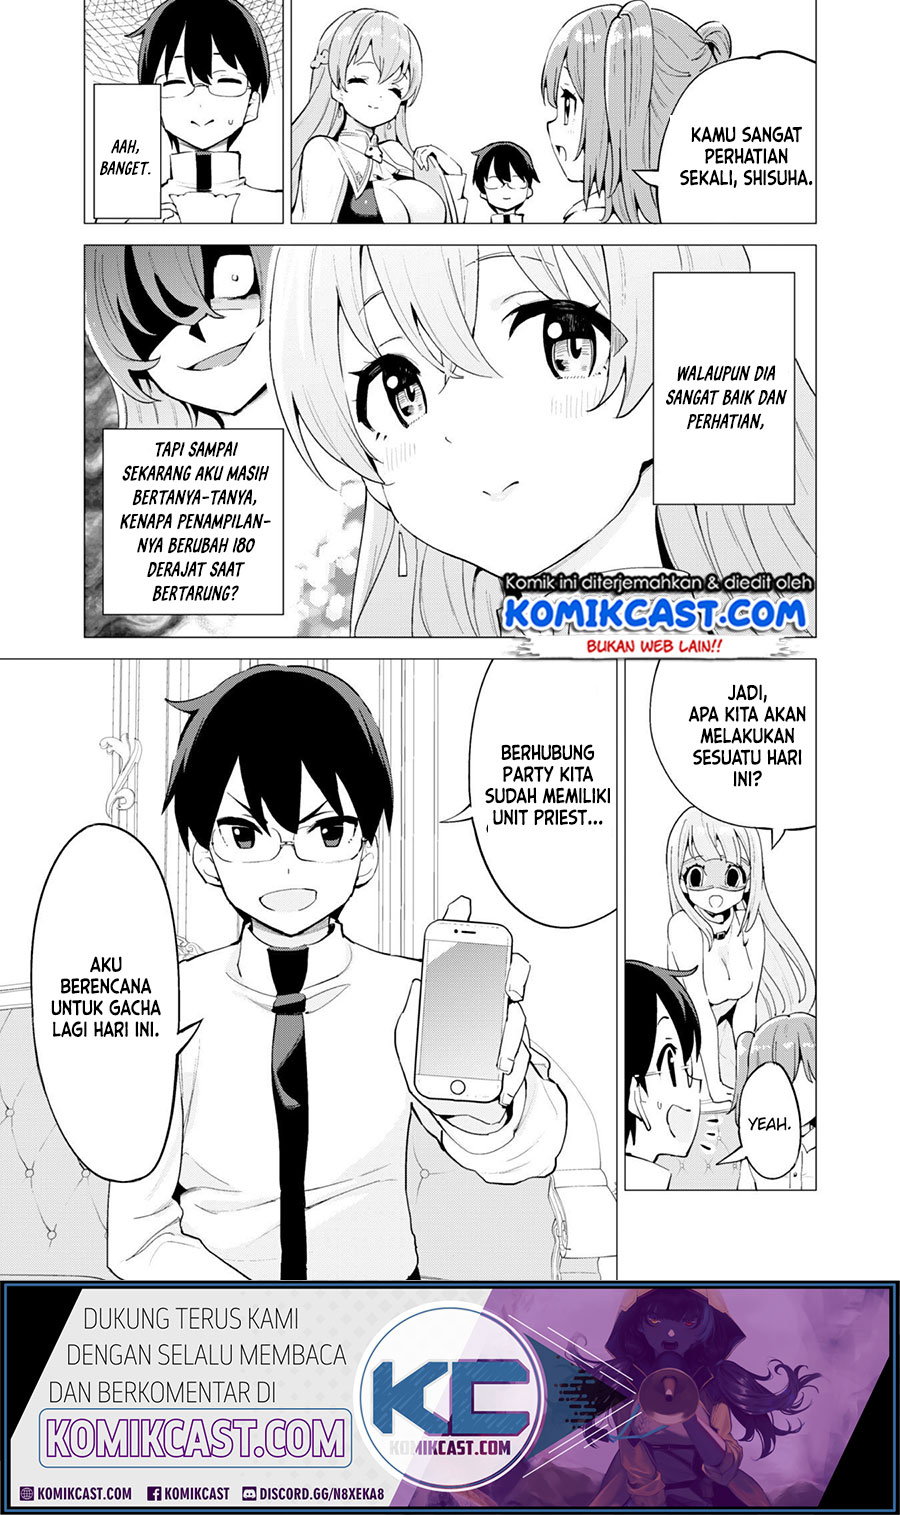 KAMU SANGAT
PERHATIAN
SEKALI, SHISUHA.
AAH,
BANGET.
WALAUPUN DIA
SANGAT BAIK DAN
PERHATIAN,
TAPI SAMPAI
SEKARANG AKU MASIH
BERTANYA-TANYA,
KENAPA PENAMPILAN-
NYA BERUBAH 180
DERAJAT SAAT
BERTARUNG?
Komik ini diterjemahkan & diedit oleh
KOMIKCAST.COM
BUKAN WEB LAIN!!
JADI,
APA KITA AKAN
MELAKUKAN
SESUATU HARI
INI?
YEAH.
BERHUBUNG
PARTY KITA
SUDAH MEMILIKI
UNIT PRIEST...
AKU
BERENCANA
UNTUK GACHA
LAGI HARI INI.
DUKUNG TERUS KAMI
DENGAN SELALU MEMBACA
DAN BERKOMENTAR DI
KOMIKCAST.COM
KOMIKCAST.COM KOMIKCAST DISCORD.GG/N8XEKA8
KC
KOMIKCAST.COM